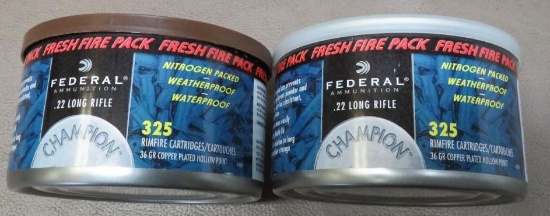 PACK FRESH FIRE PACK FRESH FIRE
FEDERAL®
AMMUNITION
.22 LONG RIFLE
NITROGEN PACKED
WEATHERPROOF
WATERPROOF
CHAMPION
325
RIMFIRE CARTRIDGES/CARTOUCHES
36 GR COPPER PLATED HOLLOW POINT
PACK FRESH FIRE PACK FRESH FIRE
FEDERAL®
AMMUNITION
.22 LONG RIFLE
NITROGEN PACKED
WEATHERPROOF
WATERPROOF
CHAMPION
325
RIMFIRE CARTRIDGES/CARTOUCHES
36 GR COPPER PLATED HOLLOW POINT